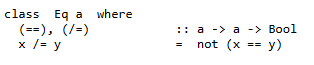 class  Eq a  where
  (==), (/=)            :: a -> a -> Bool
  x /= y                =  not (x == y)